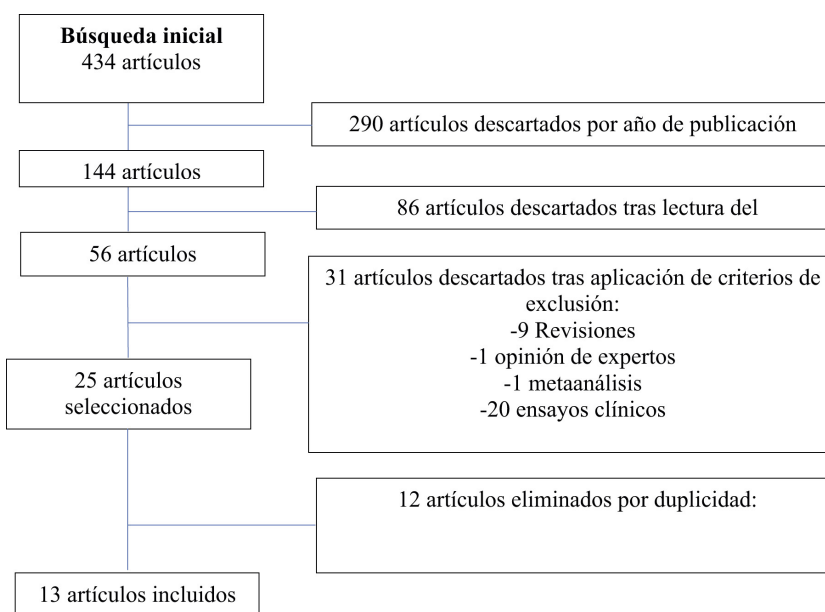 Búsqueda inicial
434 artículos
290 artículos descartados por año de publicación
144 artículos
86 artículos descartados tras lectura del
56 artículos
31 artículos descartados tras aplicación de criterios de
exclusión:
-9 Revisiones
-1 opinión de expertos
-1 metaanálisis
-20 ensayos clínicos
25 artículos
seleccionados
12 artículos eliminados por duplicidad:
13 artículos incluidos